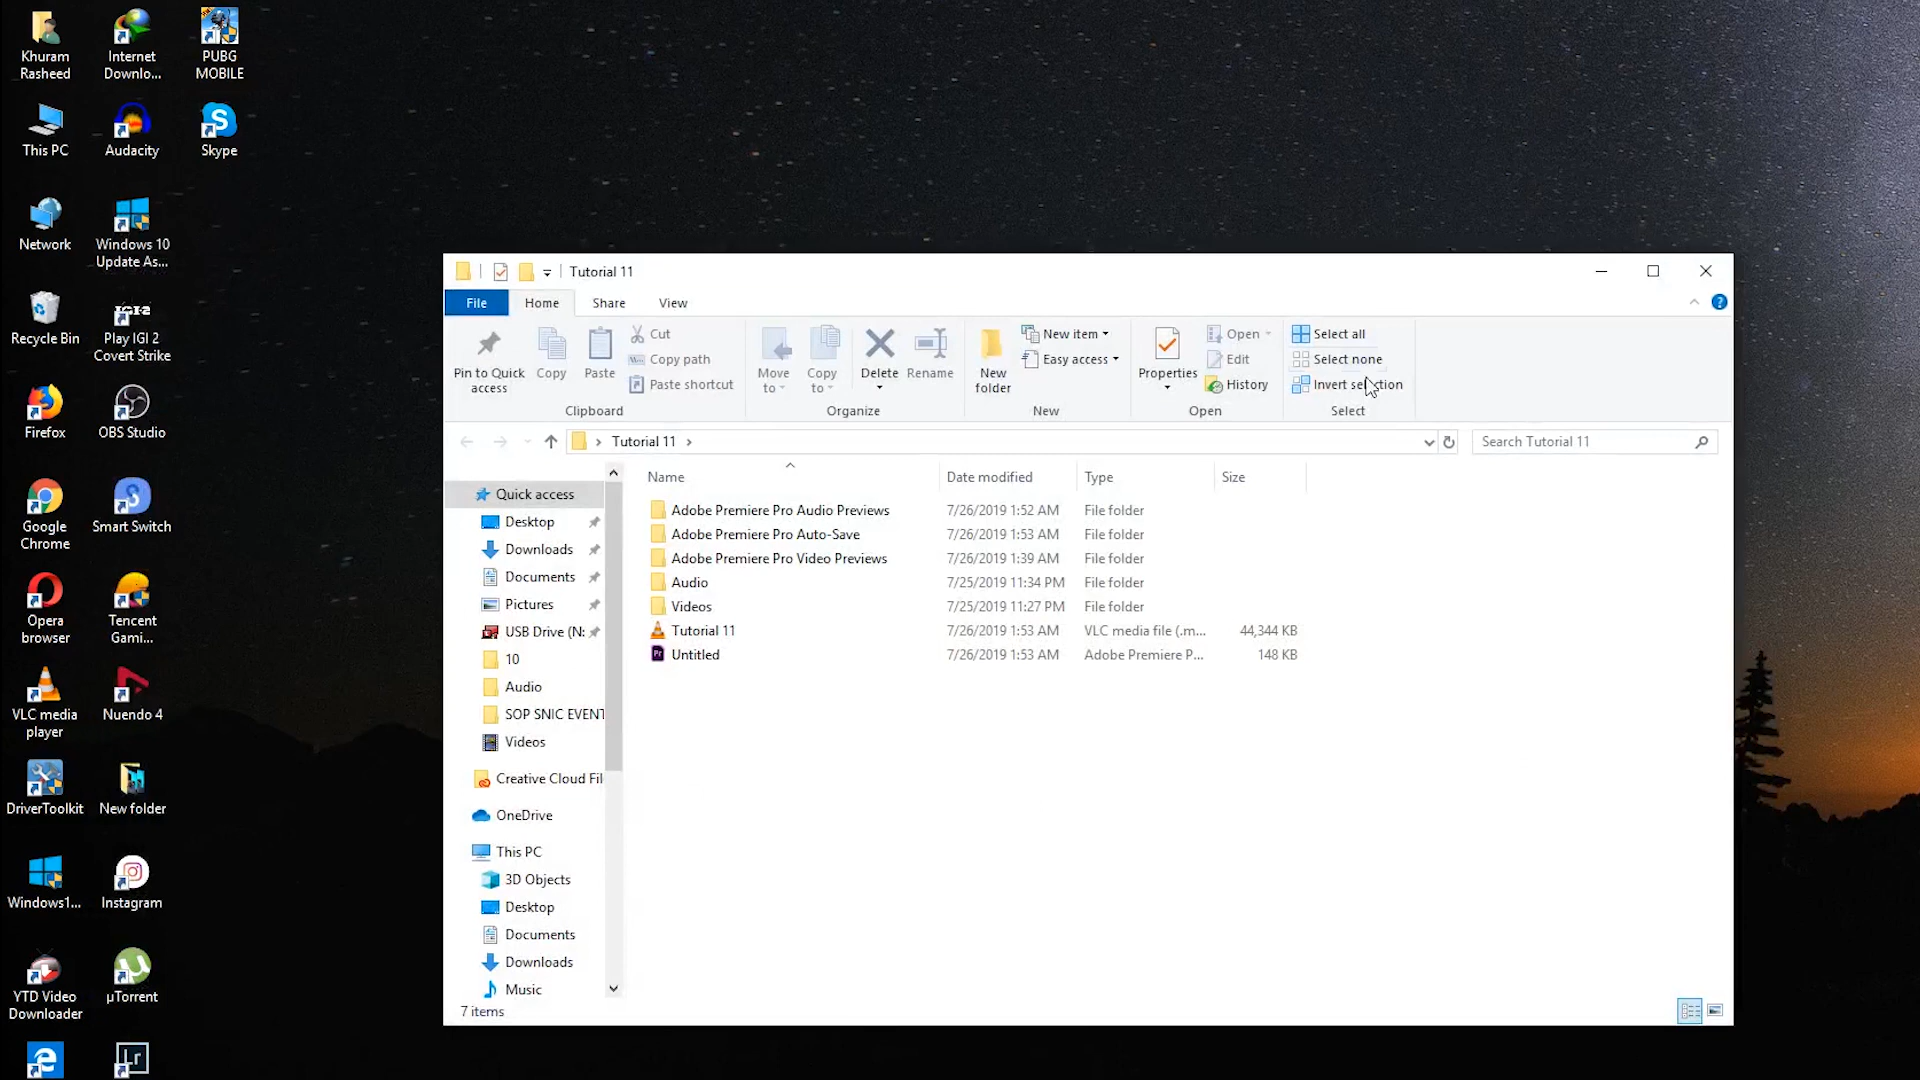 Khuram
Rasheed
Internet
Downlo...
PUBG
MOBILE
This PC
Audacity
Skype
Network
Windows 10
Update As...
Recycle Bin
IGI-2
Play IGI 2
Covert Strike
Firefox
OBS Studio
Google
Chrome
Smart Switch
Opera
browser
Tencent
Gami...
VLC media
player
Nuendo 4
DriverToolkit
New folder
Windows1...
Instagram
YTD Video
Downloader
µTorrent
Lr
Tutorial 11
File
Home
Share
View
Pin to Quick
access
Copy
Paste
Cut
Copy path
Paste shortcut
Clipboard
Move
to
Copy
to
Delete
Rename
Organize
New
folder
New item
Easy access
New
Properties
Open
Edit
History
Open
Select all
Select none
Invert selection
Select
Tutorial 11
Search Tutorial 11
Quick access
Desktop
Downloads
Documents
Pictures
USB Drive (N:
10
Audio
SOP SNIC EVENT
Videos
Creative Cloud Fil
OneDrive
This PC
3D Objects
Desktop
Documents
Downloads
Music
Name Date modified Type Size
Adobe Premiere Pro Audio Previews 7/26/2019 1:52 AM File folder
Adobe Premiere Pro Auto-Save 7/26/2019 1:53 AM File folder
Adobe Premiere Pro Video Previews 7/26/2019 1:39 AM File folder
Audio 7/25/2019 11:34 PM File folder
Videos 7/25/2019 11:27 PM File folder
Tutorial 11 7/26/2019 1:53 AM VLC media file (.m... 44,344 KB
Untitled 7/26/2019 1:53 AM Adobe Premiere P... 148 KB
7 items